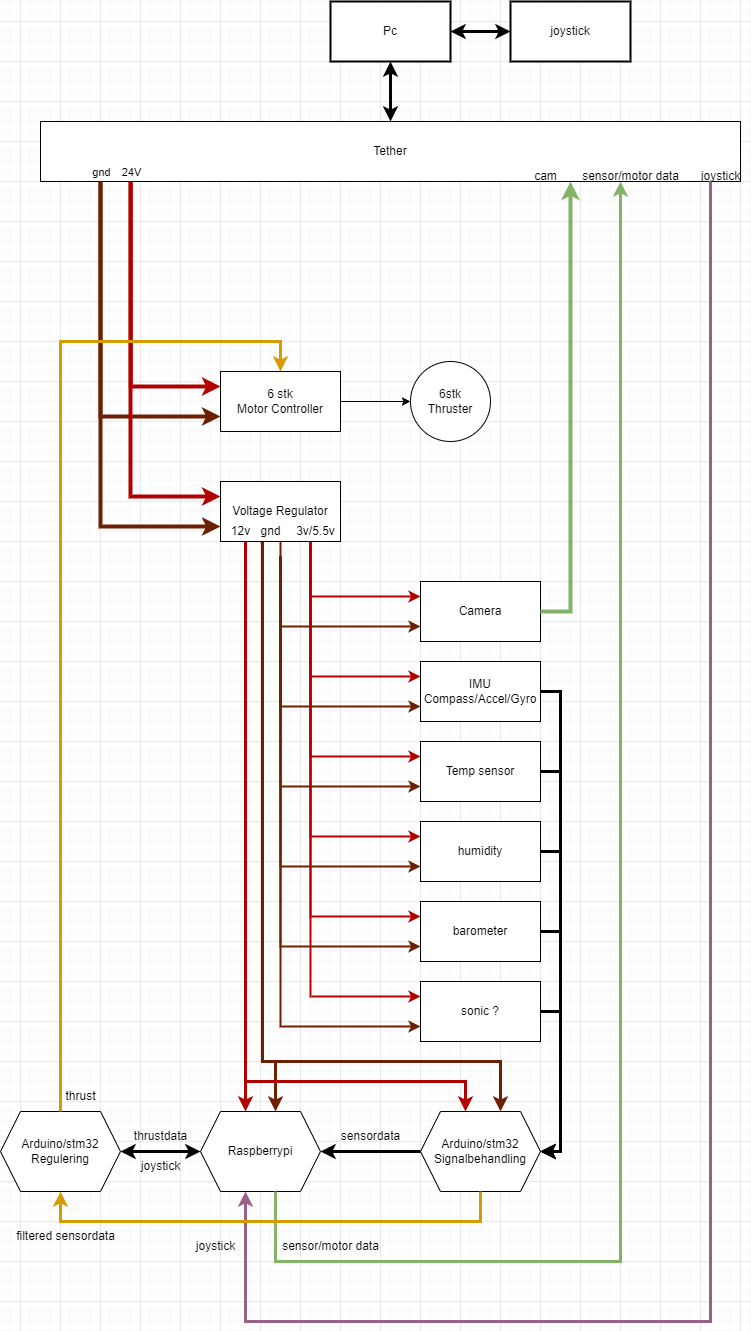 Pc
joystick
Tether
gnd
24V
cam
sensor/motor data
joystick
6 stk
Motor Controller
6stk
Thruster
Voltage Regulator
12v
gnd
3v/5.5v
Camera
IMU
Compass/Accel/Gyro
Temp sensor
humidity
barometer
sonic ?
thrust
Arduino/stm32
Regulering
thrustdata
joystick
Raspberrypi
sensordata
Arduino/stm32
Signalbehandling
filtered sensordata
joystick
sensor/motor data